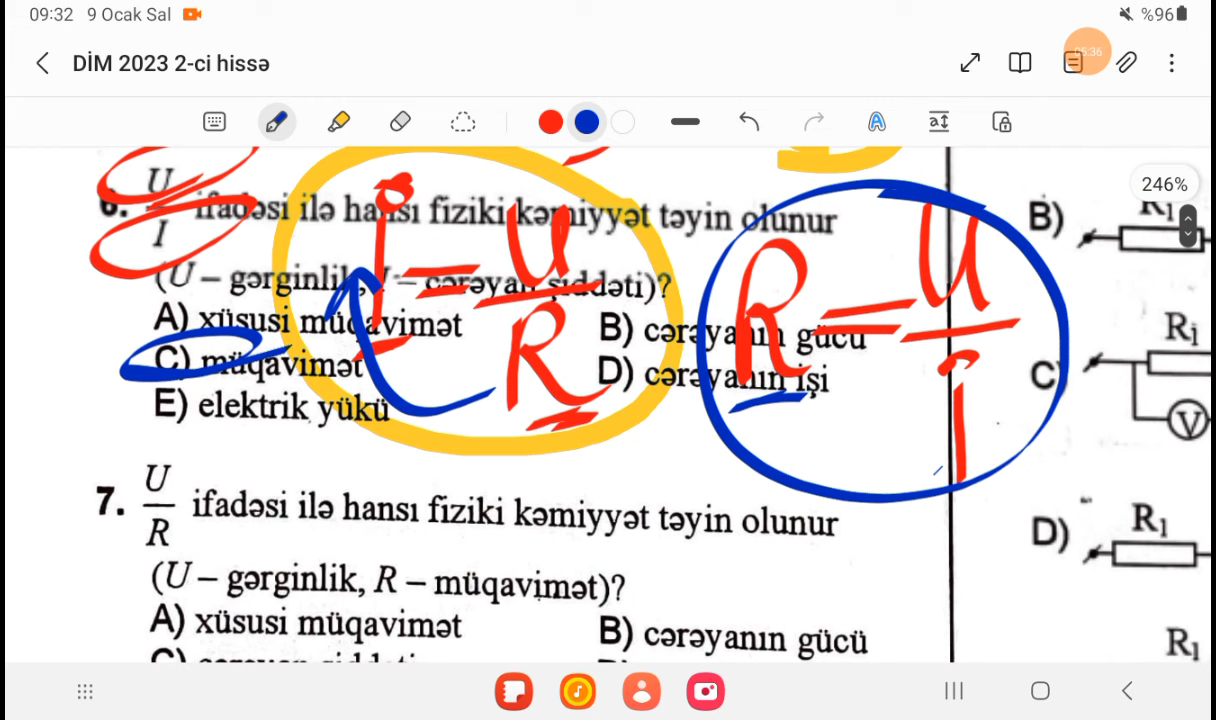 09:32 9 Ocak Sal %96
DİM 2023 2-ci hissə
05:36
246%
6. U/I ifadəsi ilə hansı fiziki kəmiyyət təyin olunur
(U – gərginlik, I – cərəyan şiddəti)?
A) xüsusi müqavimət B) cərəyanın gücü
C) müqavimət D) cərəyanın işi
E) elektrik yükü
i = U/R
R = U/i
7. U/R ifadəsi ilə hansı fiziki kəmiyyət təyin olunur
(U – gərginlik, R – müqavimət)?
A) xüsusi müqavimət B) cərəyanın gücü
B) R1
C) R1
V
D) R1
R1